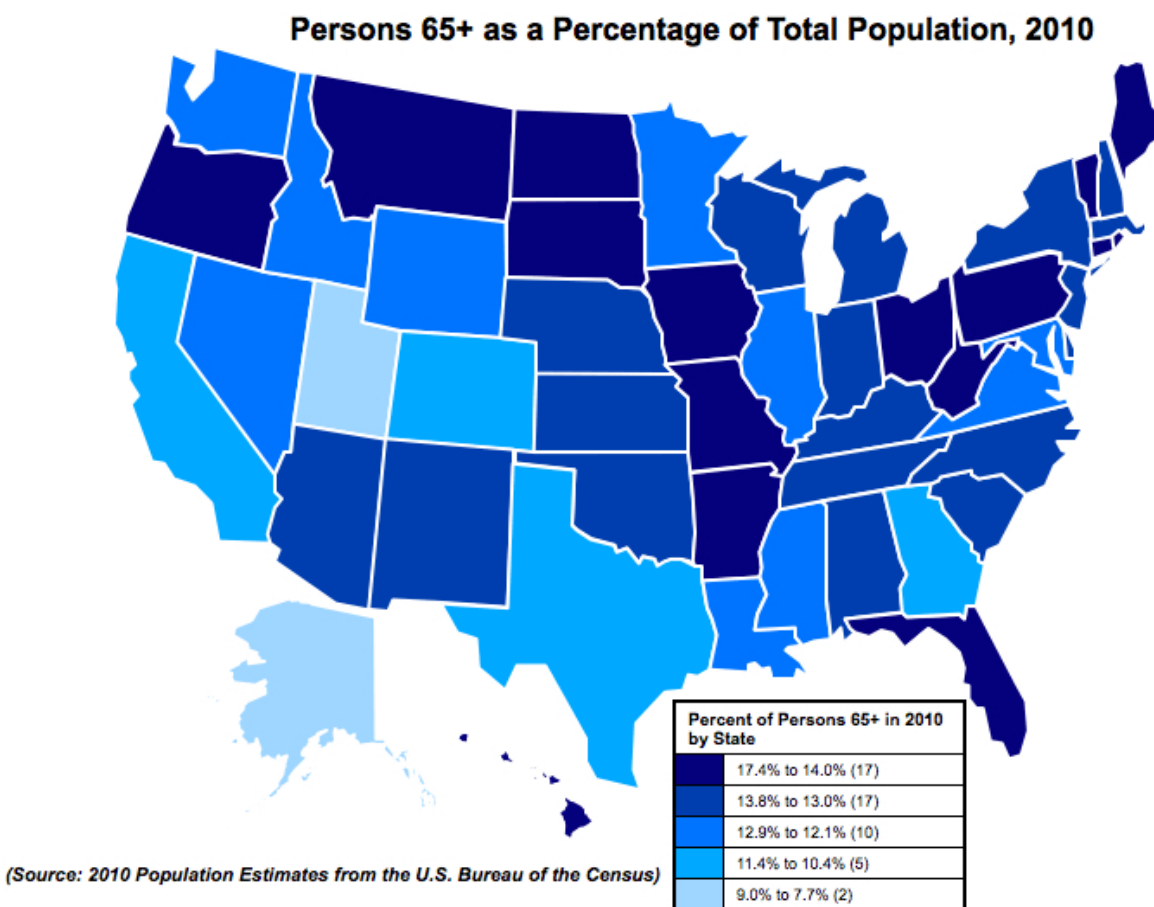 Persons 65+ as a Percentage of Total Population, 2010
Percent of Persons 65+ in 2010
by State
17.4% to 14.0% (17)
13.8% to 13.0% (17)
12.9% to 12.1% (10)
11.4% to 10.4% (5)
9.0% to 7.7% (2)
(Source: 2010 Population Estimates from the U.S. Bureau of the Census)